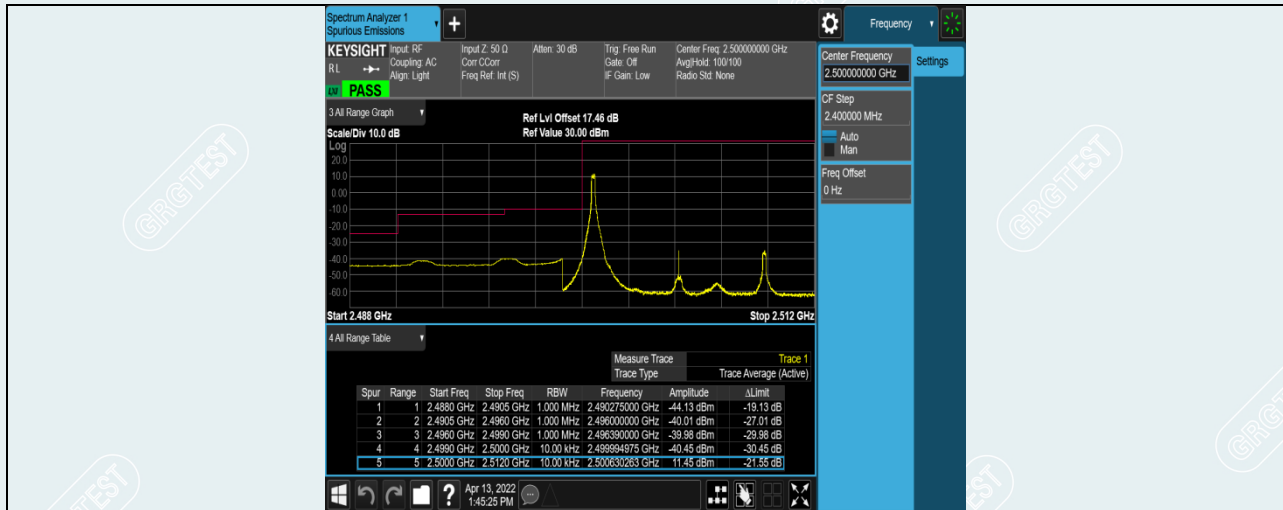 Spectrum Analyzer 1
Spurious Emissions
+
Frequency
KEYSIGHT Input: RF Input Z: 50 Ω Atten: 30 dB Trig: Free Run Center Freq: 2.500000000 GHz
Coupling: AC Corr CCorr Gate: Off Avg|Hold: 100/100
RL Align: Light Freq Ref: Int (S) IF Gain: Low Radio Std: None
PASS
Center Frequency
2.500000000 GHz
Settings
CF Step
2.400000 MHz
Auto
Man
Freq Offset
0 Hz
3 All Range Graph
Ref Lvl Offset 17.46 dB
Scale/Div 10.0 dB Ref Value 30.00 dBm
Log
20.0
10.0
0.00
-10.0
-20.0
-30.0
-40.0
-50.0
-60.0
Start 2.488 GHz Stop 2.512 GHz
4 All Range Table
Measure Trace Trace 1
Trace Type Trace Average (Active)
Spur Range Start Freq Stop Freq RBW Frequency Amplitude ΔLimit
1 1 2.4880 GHz 2.4905 GHz 1.000 MHz 2.490275000 GHz -44.13 dBm -19.13 dB
2 2 2.4905 GHz 2.4960 GHz 1.000 MHz 2.496000000 GHz -40.01 dBm -27.01 dB
3 3 2.4960 GHz 2.4990 GHz 1.000 MHz 2.496390000 GHz -39.98 dBm -29.98 dB
4 4 2.4990 GHz 2.5000 GHz 10.00 kHz 2.499994975 GHz -40.45 dBm -30.45 dB
5 5 2.5000 GHz 2.5120 GHz 10.00 kHz 2.500630263 GHz 11.45 dBm -21.55 dB
?
Apr 13, 2022
1:45:25 PM
GRGTEST
GRGTEST
GRGTEST